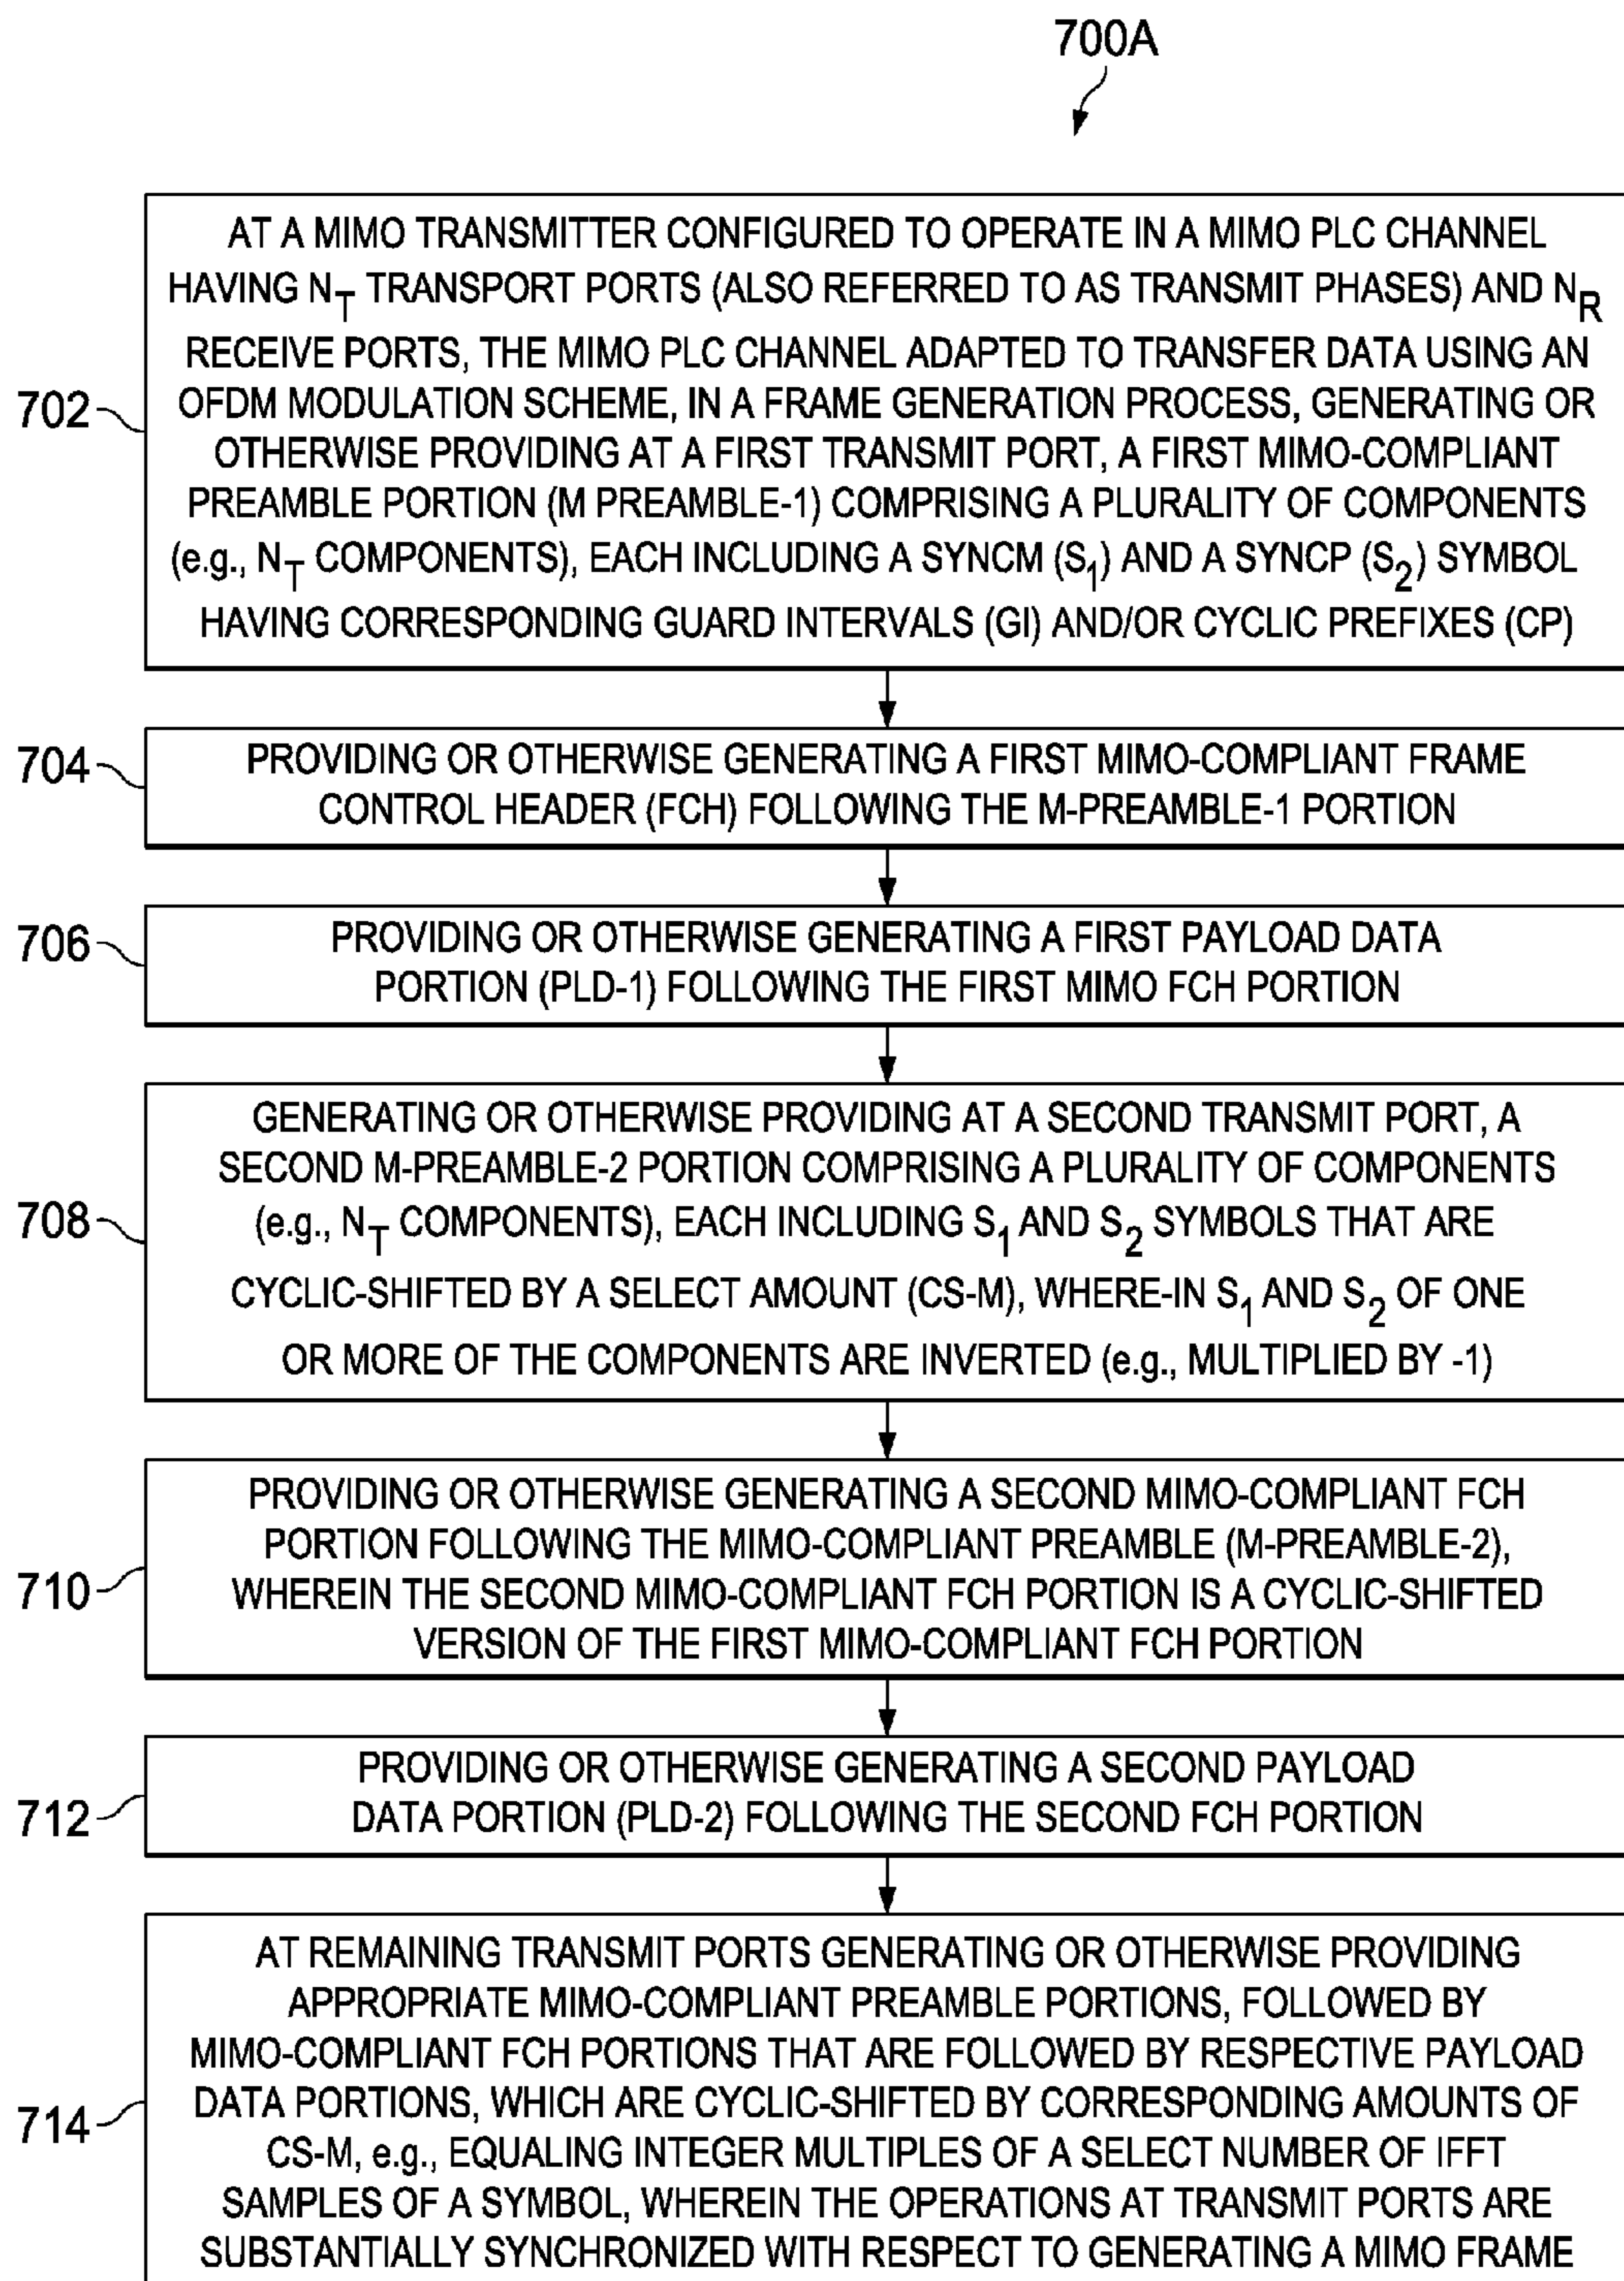 700A
702
AT A MIMO TRANSMITTER CONFIGURED TO OPERATE IN A MIMO PLC CHANNEL
HAVING N_T TRANSPORT PORTS (ALSO REFERRED TO AS TRANSMIT PHASES) AND N_R
RECEIVE PORTS, THE MIMO PLC CHANNEL ADAPTED TO TRANSFER DATA USING AN
OFDM MODULATION SCHEME, IN A FRAME GENERATION PROCESS, GENERATING OR
OTHERWISE PROVIDING AT A FIRST TRANSMIT PORT, A FIRST MIMO-COMPLIANT
PREAMBLE PORTION (M PREAMBLE-1) COMPRISING A PLURALITY OF COMPONENTS
(e.g., N_T COMPONENTS), EACH INCLUDING A SYNCM (S_1) AND A SYNCP (S_2) SYMBOL
HAVING CORRESPONDING GUARD INTERVALS (GI) AND/OR CYCLIC PREFIXES (CP)
704
PROVIDING OR OTHERWISE GENERATING A FIRST MIMO-COMPLIANT FRAME
CONTROL HEADER (FCH) FOLLOWING THE M-PREAMBLE-1 PORTION
706
PROVIDING OR OTHERWISE GENERATING A FIRST PAYLOAD DATA
PORTION (PLD-1) FOLLOWING THE FIRST MIMO FCH PORTION
708
GENERATING OR OTHERWISE PROVIDING AT A SECOND TRANSMIT PORT, A
SECOND M-PREAMBLE-2 PORTION COMPRISING A PLURALITY OF COMPONENTS
(e.g., N_T COMPONENTS), EACH INCLUDING S_1 AND S_2 SYMBOLS THAT ARE
CYCLIC-SHIFTED BY A SELECT AMOUNT (CS-M), WHERE-IN S_1 AND S_2 OF ONE
OR MORE OF THE COMPONENTS ARE INVERTED (e.g., MULTIPLIED BY -1)
710
PROVIDING OR OTHERWISE GENERATING A SECOND MIMO-COMPLIANT FCH
PORTION FOLLOWING THE MIMO-COMPLIANT PREAMBLE (M-PREAMBLE-2),
WHEREIN THE SECOND MIMO-COMPLIANT FCH PORTION IS A CYCLIC-SHIFTED
VERSION OF THE FIRST MIMO-COMPLIANT FCH PORTION
712
PROVIDING OR OTHERWISE GENERATING A SECOND PAYLOAD
DATA PORTION (PLD-2) FOLLOWING THE SECOND FCH PORTION
714
AT REMAINING TRANSMIT PORTS GENERATING OR OTHERWISE PROVIDING
APPROPRIATE MIMO-COMPLIANT PREAMBLE PORTIONS, FOLLOWED BY
MIMO-COMPLIANT FCH PORTIONS THAT ARE FOLLOWED BY RESPECTIVE PAYLOAD
DATA PORTIONS, WHICH ARE CYCLIC-SHIFTED BY CORRESPONDING AMOUNTS OF
CS-M, e.g., EQUALING INTEGER MULTIPLES OF A SELECT NUMBER OF IFFT
SAMPLES OF A SYMBOL, WHEREIN THE OPERATIONS AT TRANSMIT PORTS ARE
SUBSTANTIALLY SYNCHRONIZED WITH RESPECT TO GENERATING A MIMO FRAME